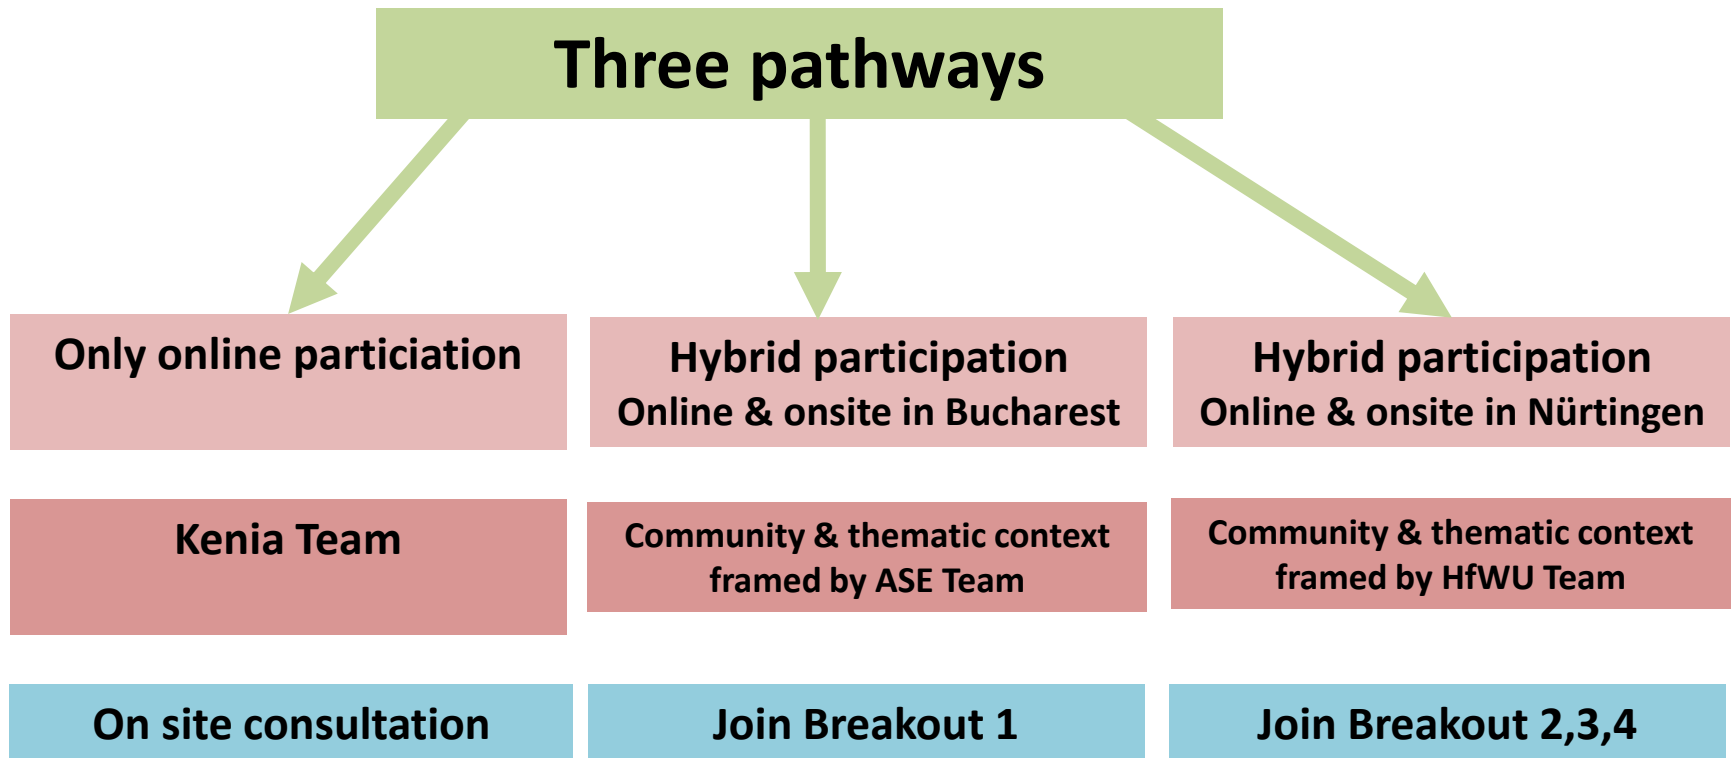 Three pathways
Only online particiation
Hybrid participation
Online & onsite in Bucharest
Hybrid participation
Online & onsite in Nürtingen
Kenia Team
Community & thematic context
framed by ASE Team
Community & thematic context
framed by HfWU Team
On site consultation
Join Breakout 1
Join Breakout 2,3,4